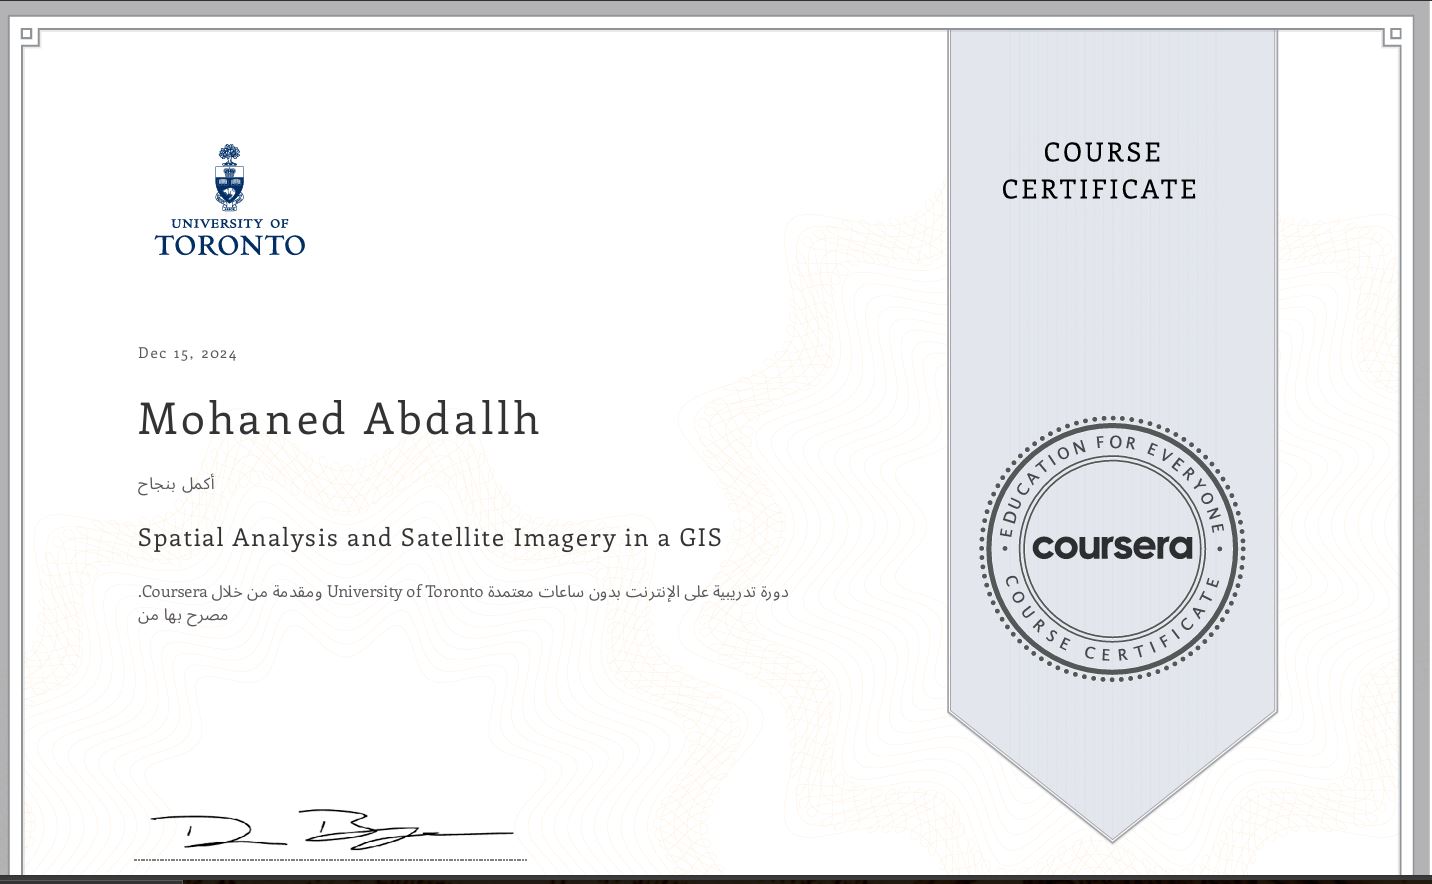 UNIVERSITY OF
TORONTO
COURSE
CERTIFICATE
Dec 15, 2024
Mohaned Abdallh
أكمل بنجاح
Spatial Analysis and Satellite Imagery in a GIS
دورة تدريبية على الإنترنت بدون ساعات معتمدة University of Toronto ومقدمة من خلال Coursera.
مصرح بها من
EDUCATION FOR EVERYONE
coursera
COURSE CERTIFICATE